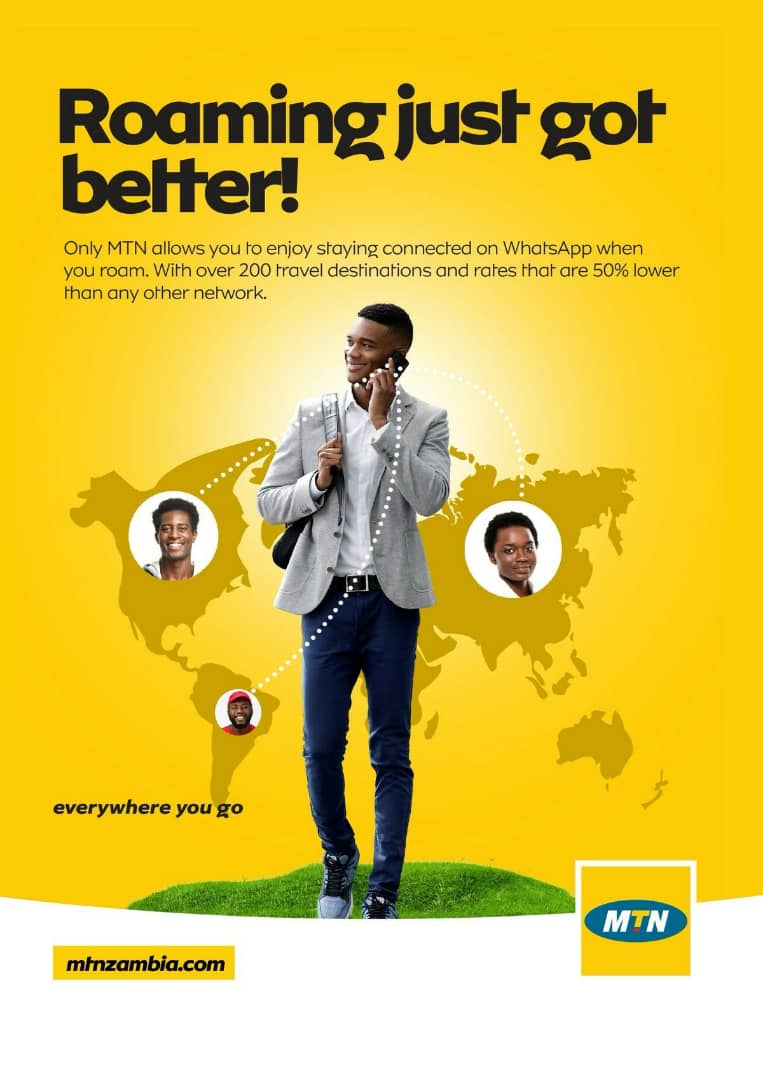 Roaming just got
better!
Only MTN allows you to enjoy staying connected on WhatsApp when
you roam. With over 200 travel destinations and rates that are 50% lower
than any other network.
everywhere you go
MTN
mtnzambia.com